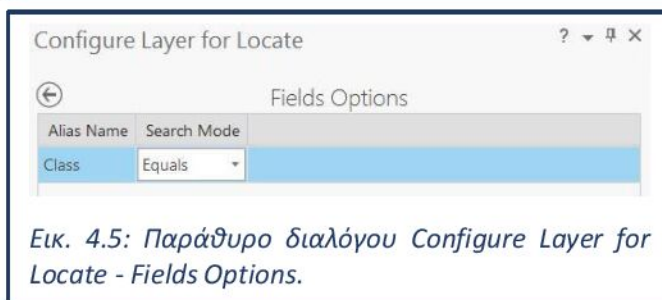 Configure Layer for Locate ?
Fields Options
Alias Name Search Mode
Class Equals
Εικ. 4.5: Παράθυρο διαλόγου Configure Layer for
Locate - Fields Options.